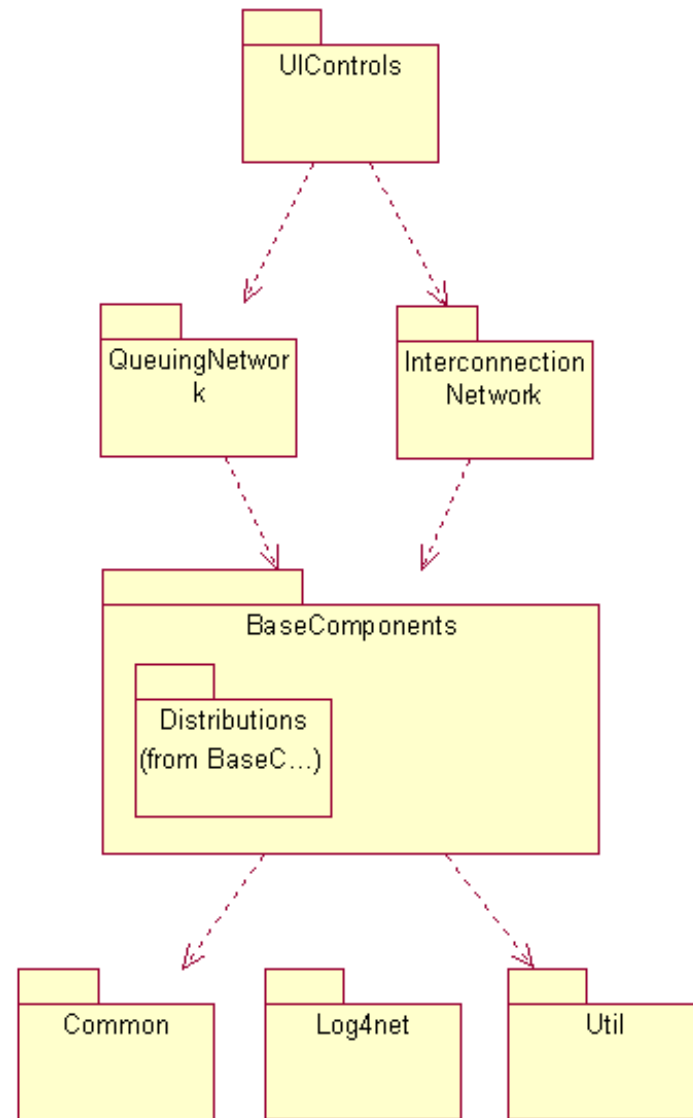 UIControls
QueuingNetwor
k
Interconnection
Network
BaseComponents
Distributions
(from BaseC...)
Common
Log4net
Util